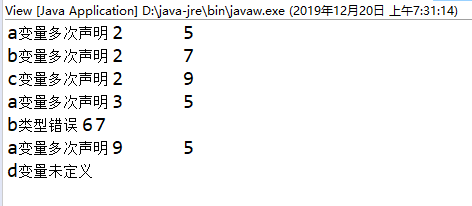 View [Java Application] D:\java-jre\bin\javaw.exe (2019年12月20日 上午7:31:14)
a变量多次声明 2 5
b变量多次声明 2 7
c变量多次声明 2 9
a变量多次声明 3 5
b类型错误 6 7
a变量多次声明 9 5
d变量未定义